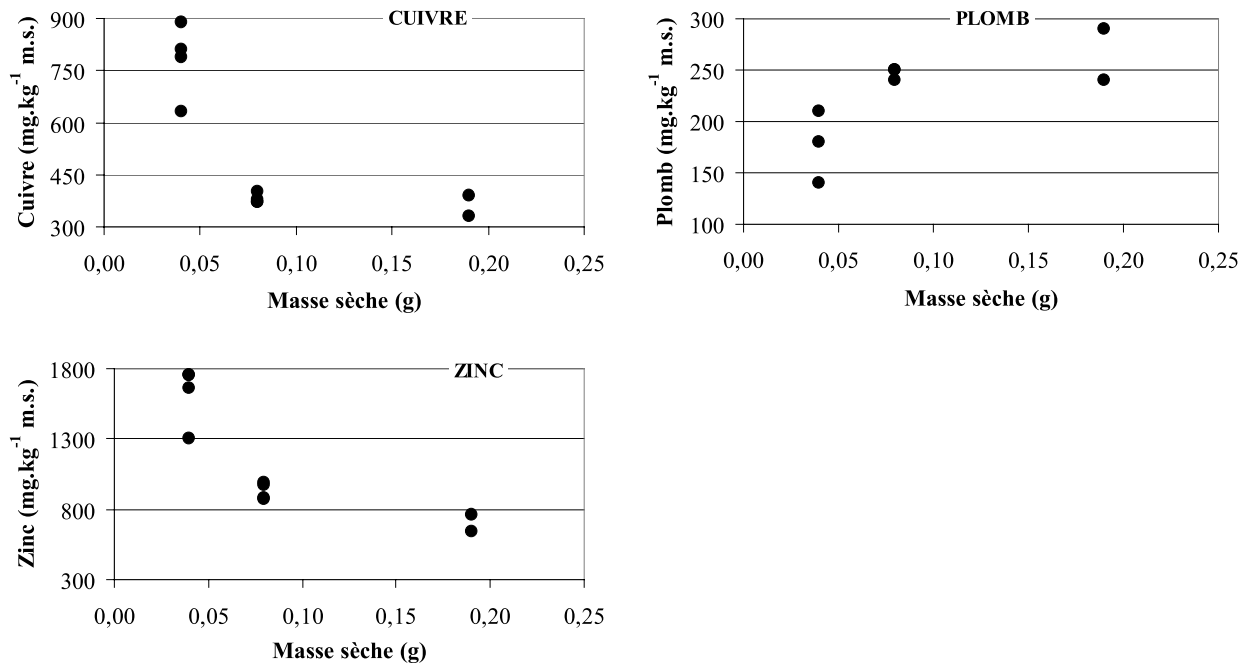 CUIVRE
Cuivre (mg.kg⁻¹ m.s.)
900
750
600
450
300
0,00 0,05 0,10 0,15 0,20 0,25
Masse sèche (g)
PLOMB
Plomb (mg.kg⁻¹ m.s.)
300
250
200
150
100
0,00 0,05 0,10 0,15 0,20 0,25
Masse sèche (g)
ZINC
Zinc (mg.kg⁻¹ m.s.)
1800
1300
800
300
0,00 0,05 0,10 0,15 0,20 0,25
Masse sèche (g)